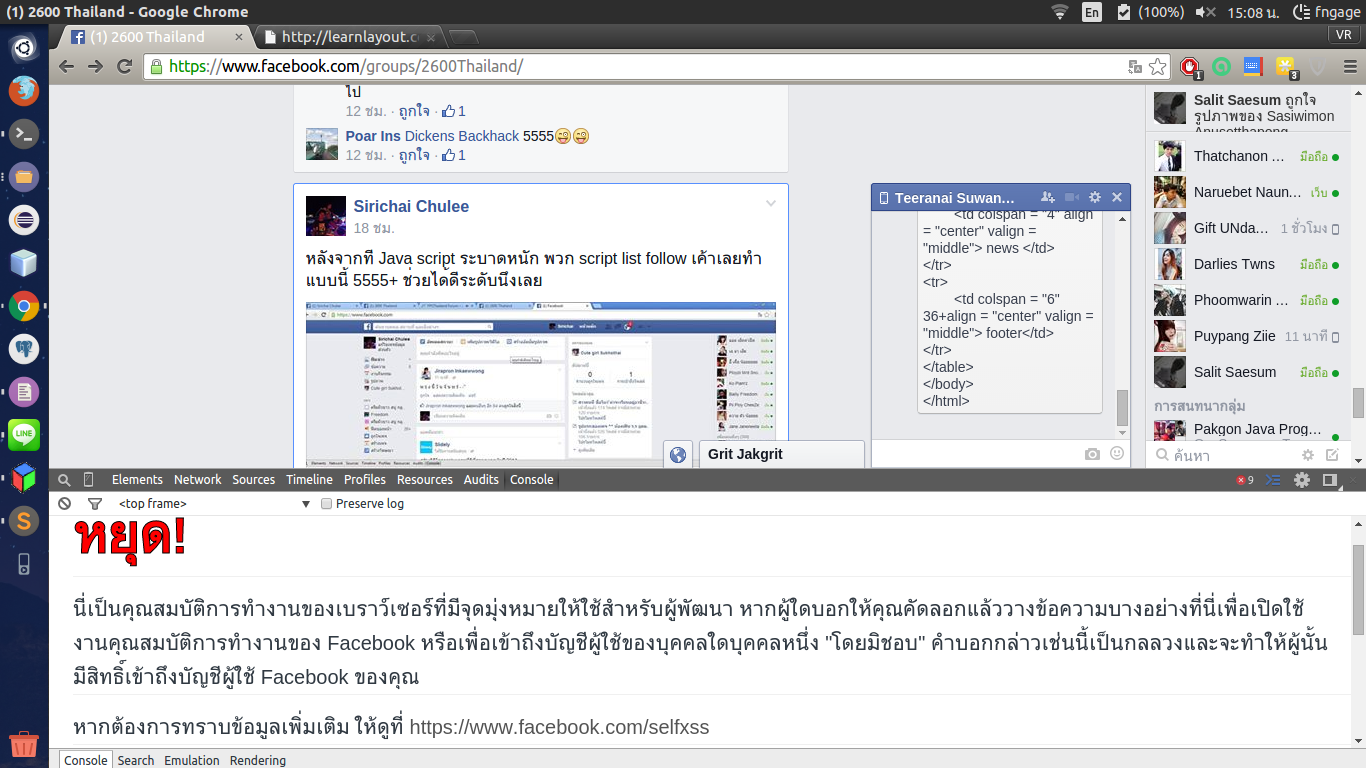 (1) 2600 Thailand - Google Chrome
En
(100%)
15:08 น.
fngage
(1) 2600 Thailand
http://learnlayout.c
VR
https://www.facebook.com/groups/2600Thailand/
1
3
ไป
12 ชม. · ถูกใจ · 1
Poar Ins Dickens Backhack 5555
12 ชม. · ถูกใจ · 1
Sirichai Chulee
18 ชม.
หลังจากที่ Java script ระบาดหนัก พวก script list follow เค้าเลยทำ
แบบนี้ 5555+ ช่วยได้ดีระดับนึงเลย
Grit Jakgrit
Teeranai Suwan...
<td colspan = "4" align
= "center" valign =
"middle"> news </td>
</tr>
<tr>
<td colspan = "6"
36+align = "center" valign =
"middle"> footer</td>
</tr>
</table>
</body>
</html>
Salit Saesum ถูกใจ
รูปภาพของ Sasiwimon
Thatchanon ... มือถือ
Naruebet Naun... เว็บ
Gift UNda... 1 ชั่วโมง
Darlies Twns มือถือ
Phoomwarin ... มือถือ
Puypang Ziie 11 นาที
Salit Saesum มือถือ
การสนทนากลุ่ม
Pakgon Java Prog...
ค้นหา
Elements Network Sources Timeline Profiles Resources Audits Console
9
<top frame>
Preserve log
หยุด!
นี่เป็นคุณสมบัติการทำงานของเบราว์เซอร์ที่มีจุดมุ่งหมายให้ใช้สำหรับผู้พัฒนา หากผู้ใดบอกให้คุณคัดลอกแล้ววางข้อความบางอย่างที่นี่เพื่อเปิดใช้
งานคุณสมบัติการทำงานของ Facebook หรือเพื่อเข้าถึงบัญชีผู้ใช้ของบุคคลใดบุคคลหนึ่ง "โดยมิชอบ" คำบอกกล่าวเช่นนี้เป็นกลลวงและจะทำให้ผู้นั้น
มีสิทธิ์เข้าถึงบัญชีผู้ใช้ Facebook ของคุณ
หากต้องการทราบข้อมูลเพิ่มเติม ให้ดูที่ https://www.facebook.com/selfxss
Console Search Emulation Rendering